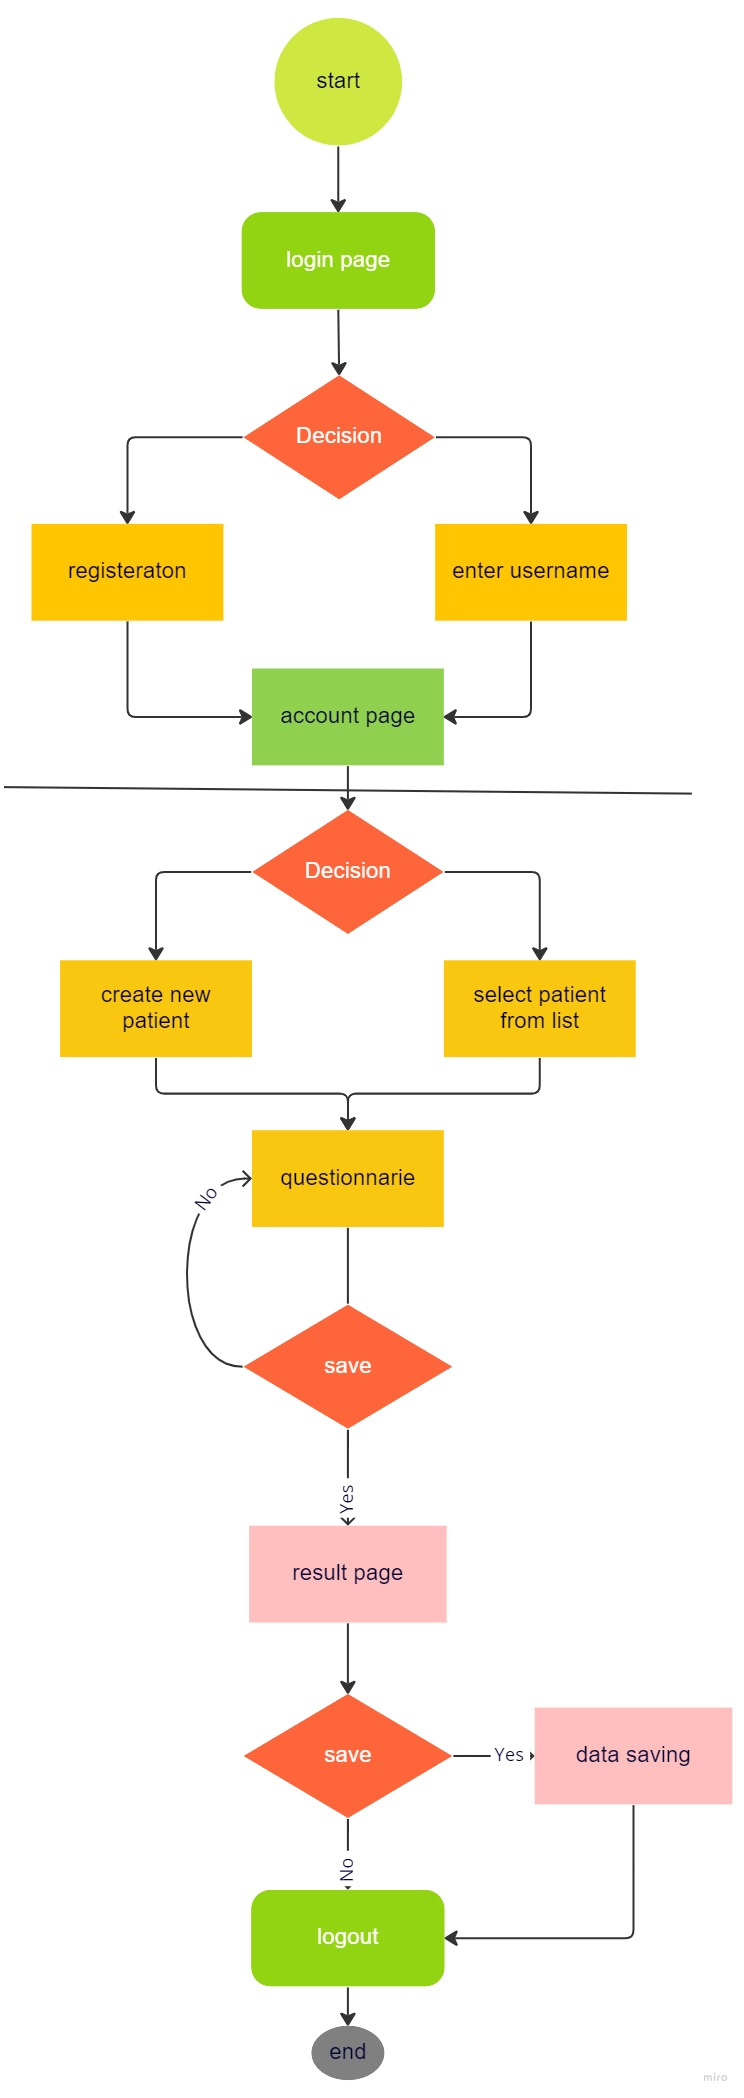 start
login page
Decision
registeraton
enter username
account page
Decision
create new
patient
select patient
from list
questionnarie
No
save
Yes
result page
save
Yes
data saving
No
logout
end
miro